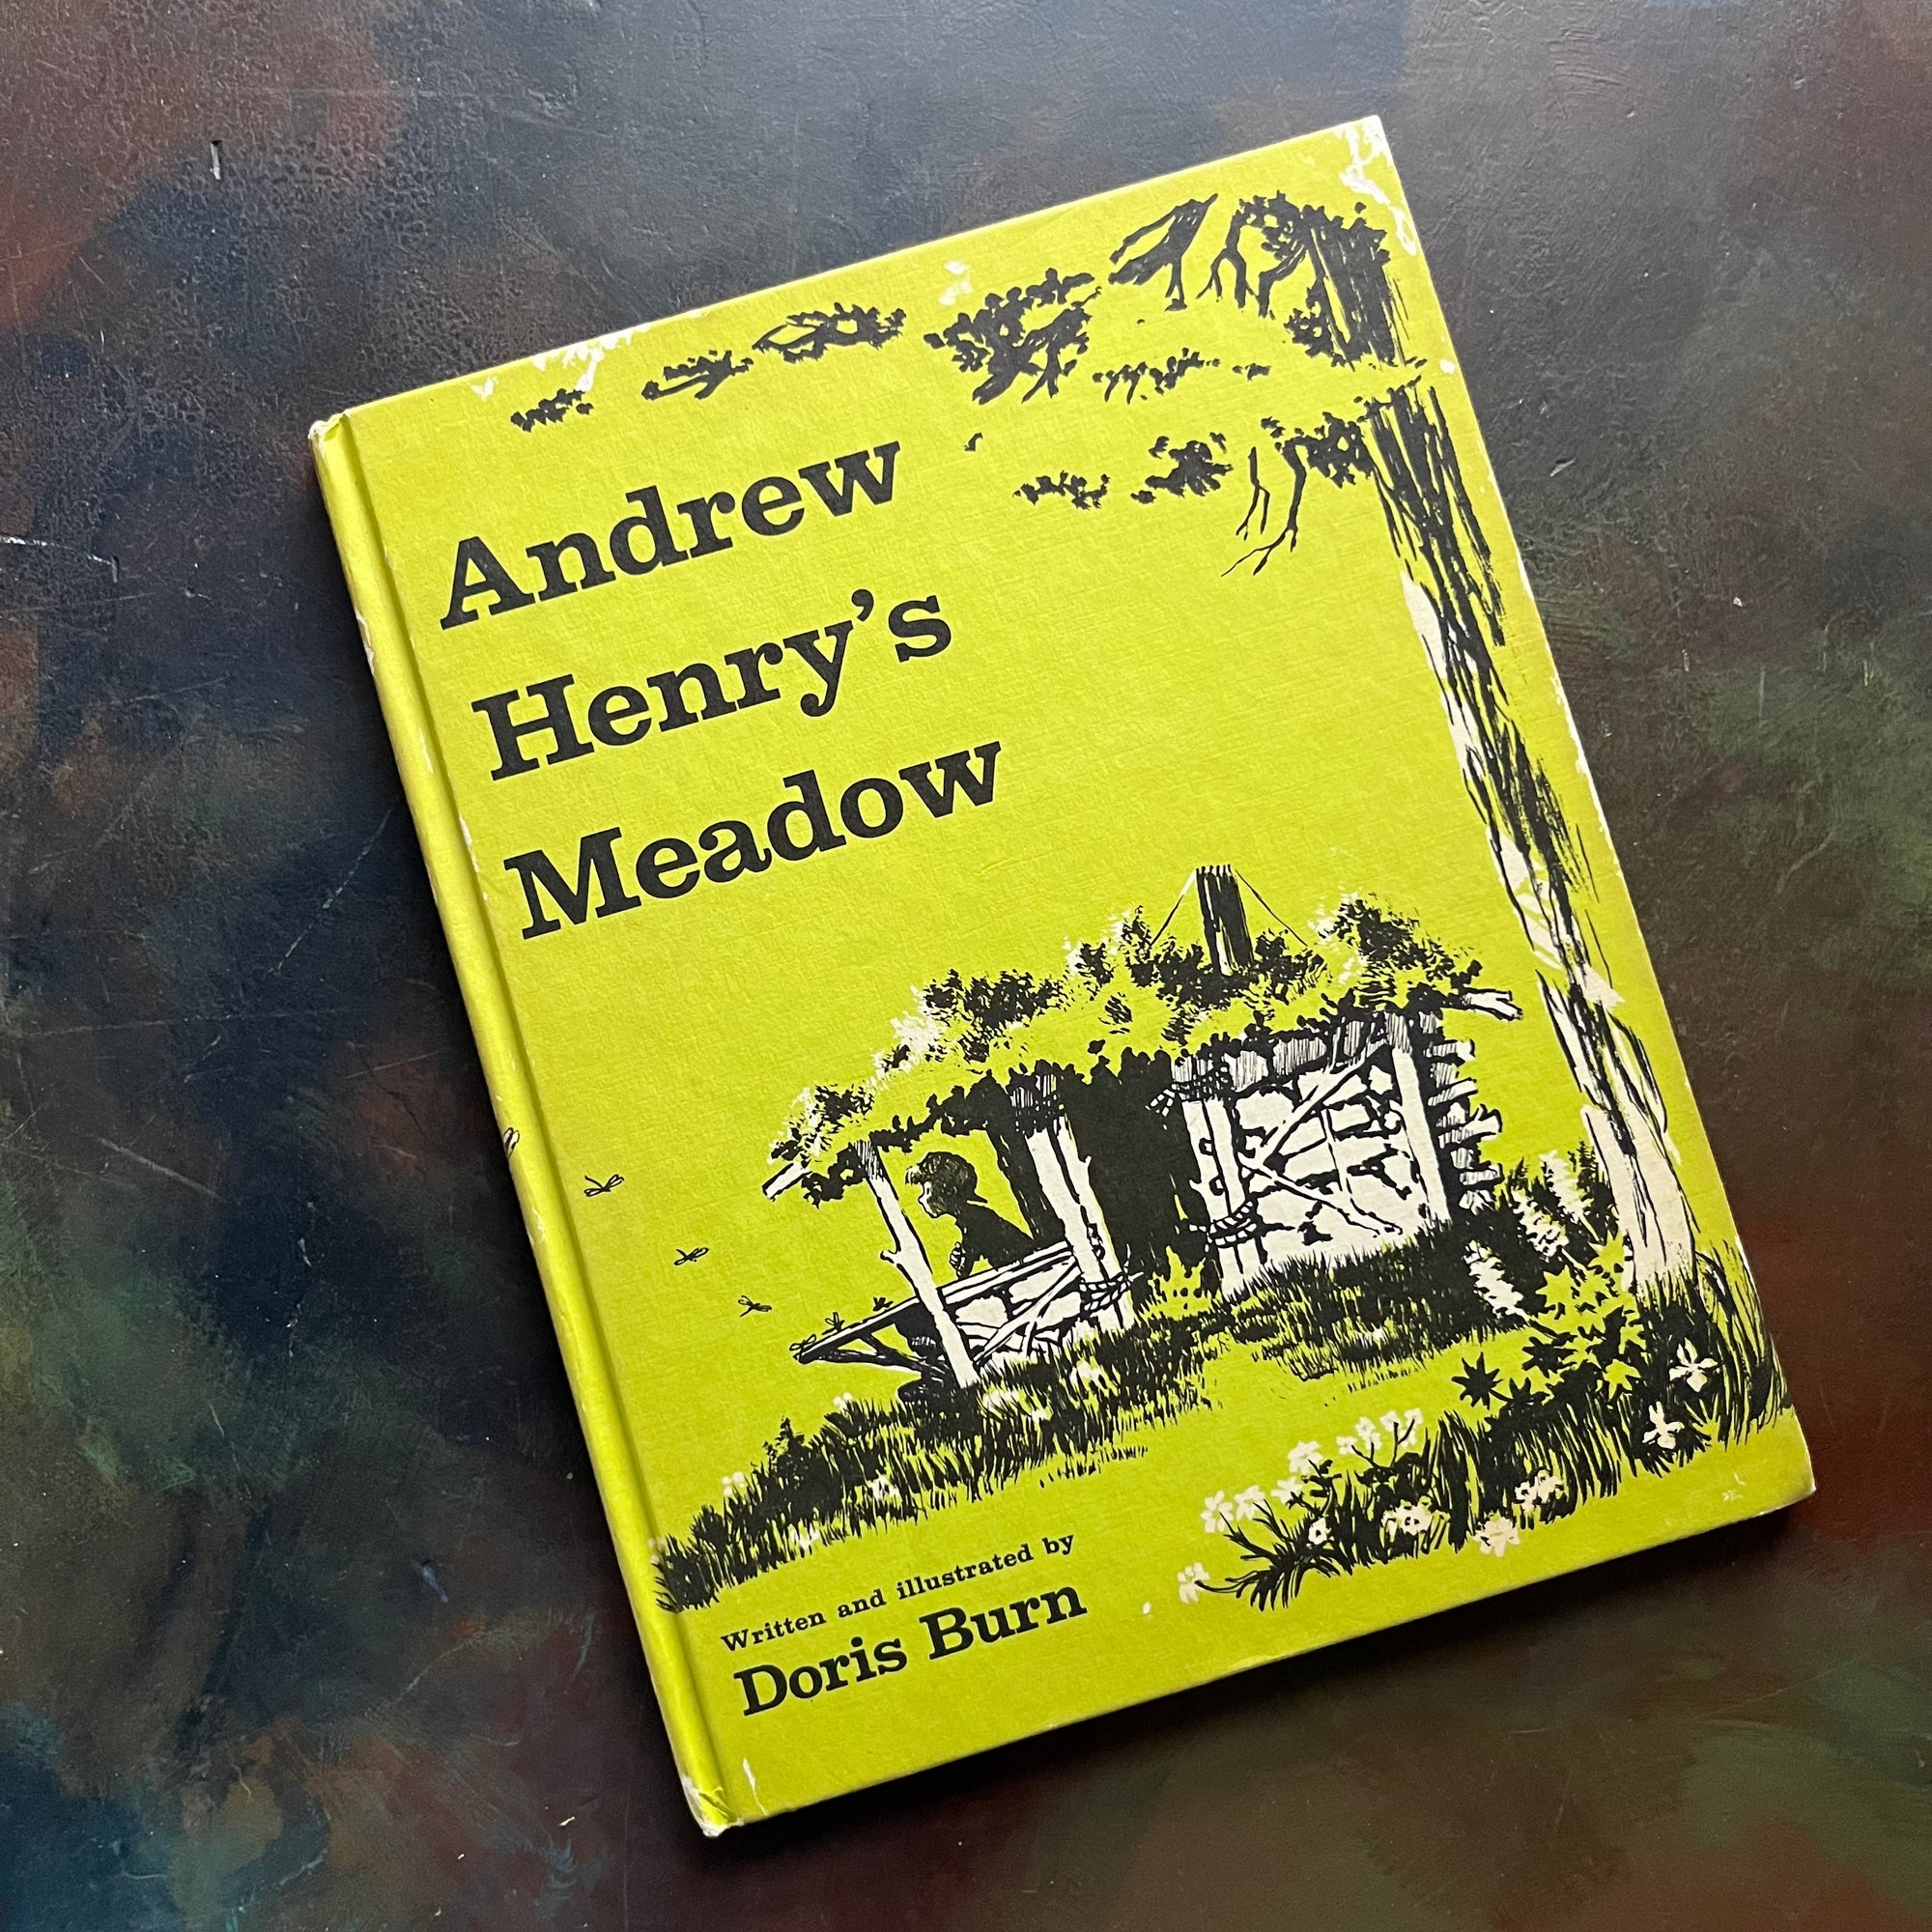 Andrew
Henry’s
Meadow
Written and illustrated by
Doris Burn